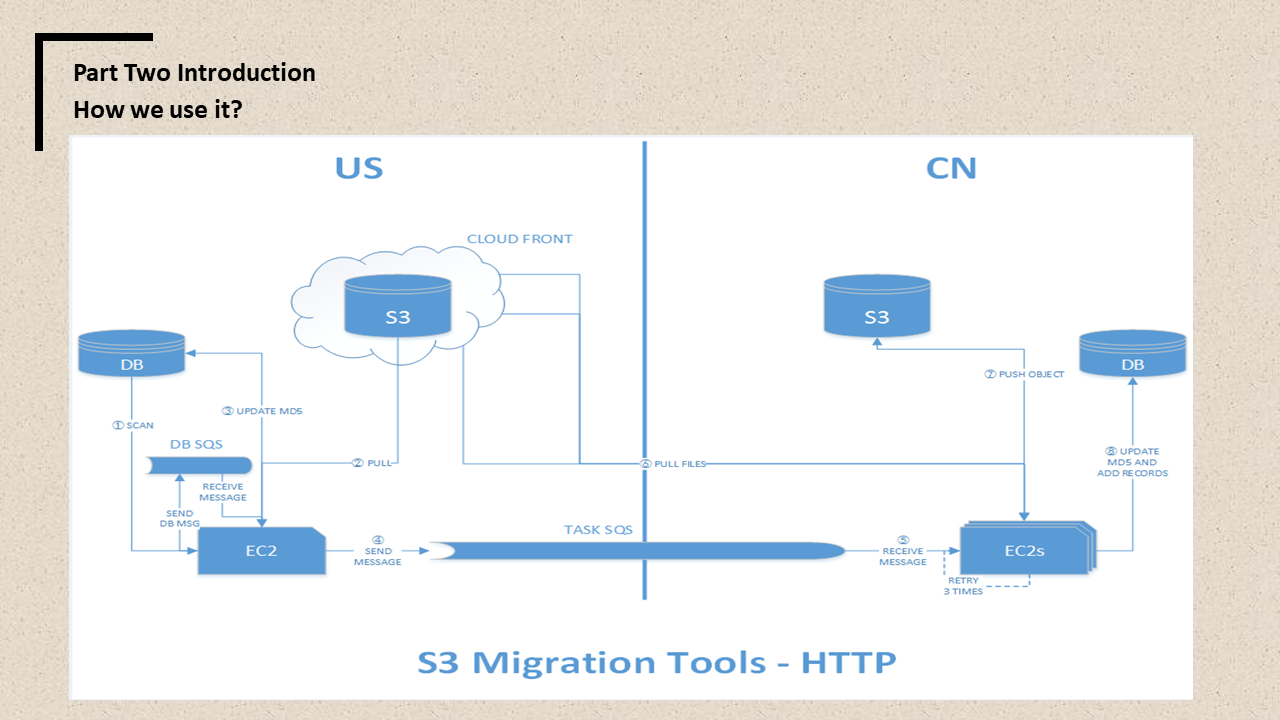 Part Two Introduction
How we use it?
US
CN
CLOUD FRONT
S3
S3
DB
DB
⑦ PUSH OBJECT
③ UPDATE MD5
① SCAN
DB SQS
② PULL
⑥ PULL FILES
⑧ UPDATE
MD5 AND
ADD RECORDS
RECEIVE
MESSAGE
SEND
DB MSG
TASK SQS
EC2
④
SEND
MESSAGE
⑤
RECEIVE
MESSAGE
EC2s
RETRY
3 TIMES
S3 Migration Tools - HTTP